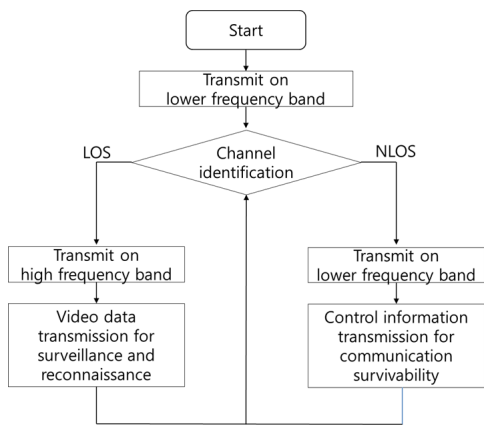 Start
Transmit on
lower frequency band
LOS
Channel
identification
NLOS
Transmit on
high frequency band
Transmit on
lower frequency band
Video data
transmission for
surveillance and
reconnaissance
Control information
transmission for
communication
survivability